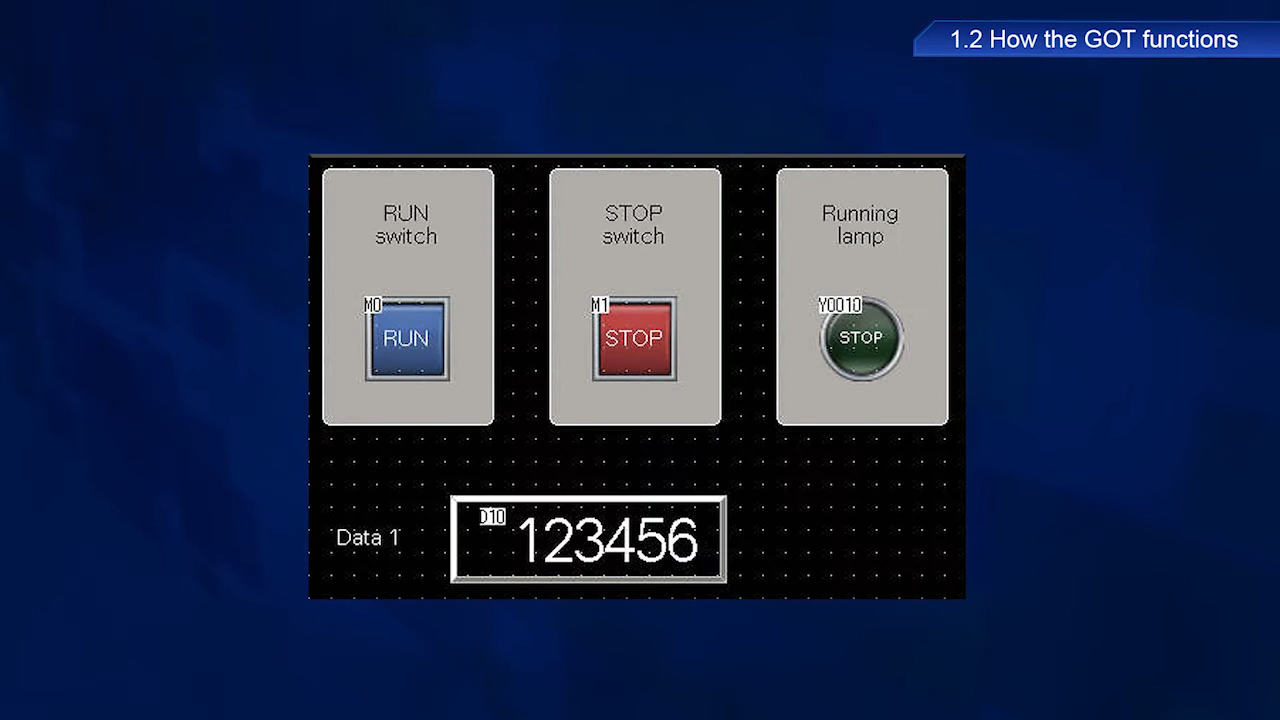 1.2 How the GOT functions
RUN
switch
M0
RUN
STOP
switch
M1
STOP
Running
lamp
Y0010
STOP
Data 1
D10
123456